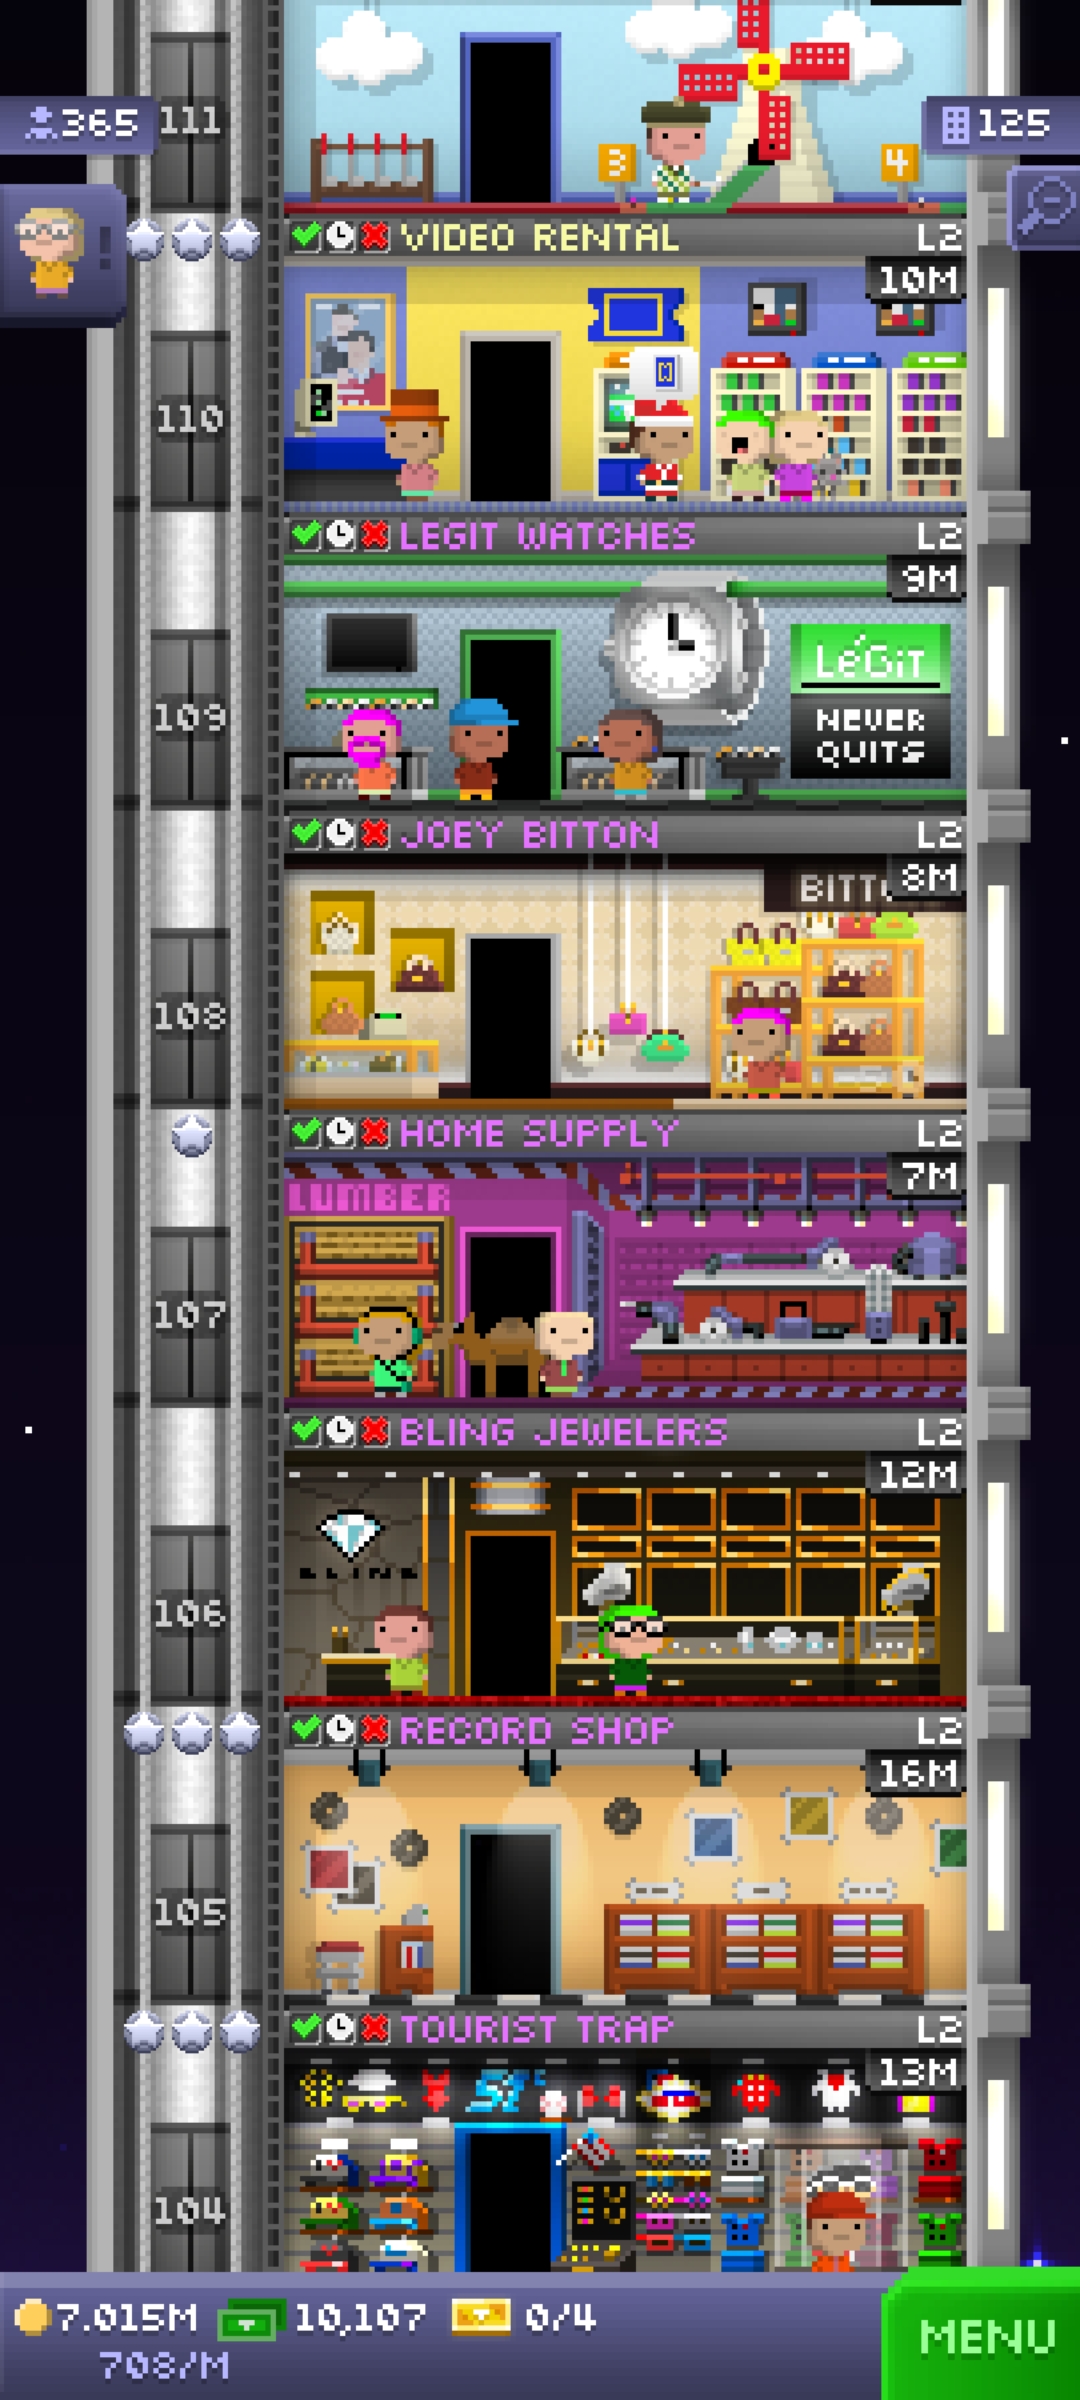 365
111
125
3
4
VIDEO RENTAL L2
10M
110
LEGIT WATCHES L2
9M
LéGiT
NEVER
QUITS
109
JOEY BITTON L2
8M
108
HOME SUPPLY L2
7M
LUMBER
107
BLING JEWELERS L2
12M
106
RECORD SHOP L2
16M
105
TOURIST TRAP L2
13M
104
7.015M 10,107 0/4
708/M
MENU